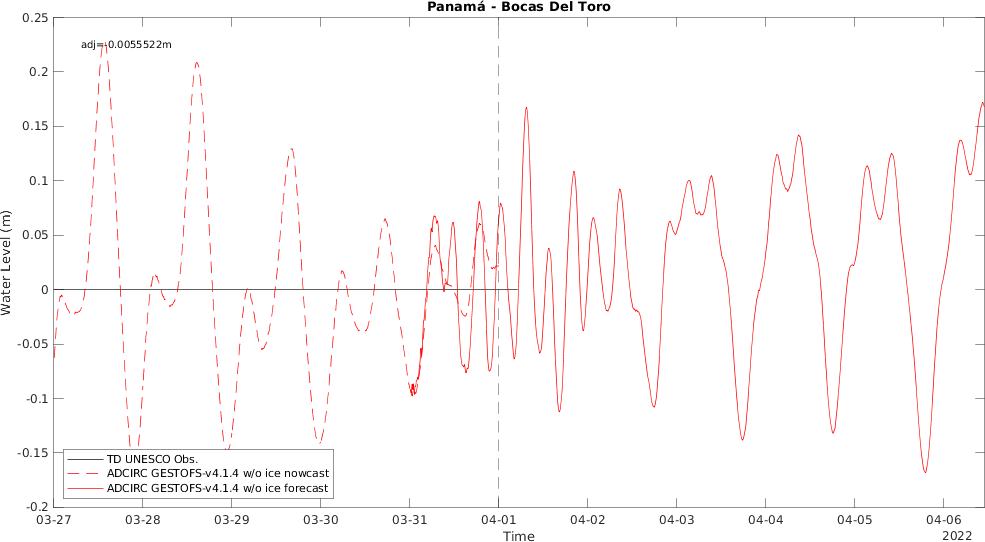 Panamá - Bocas Del Toro
adj=-0.0055522m
Water Level (m)
0.25
0.2
0.15
0.1
0.05
0
-0.05
-0.1
-0.15
-0.2
TD UNESCO Obs.
ADCIRC GESTOFS-v4.1.4 w/o ice nowcast
ADCIRC GESTOFS-v4.1.4 w/o ice forecast
03-27 03-28 03-29 03-30 03-31 04-01 04-02 04-03 04-04 04-05 04-06
Time
2022